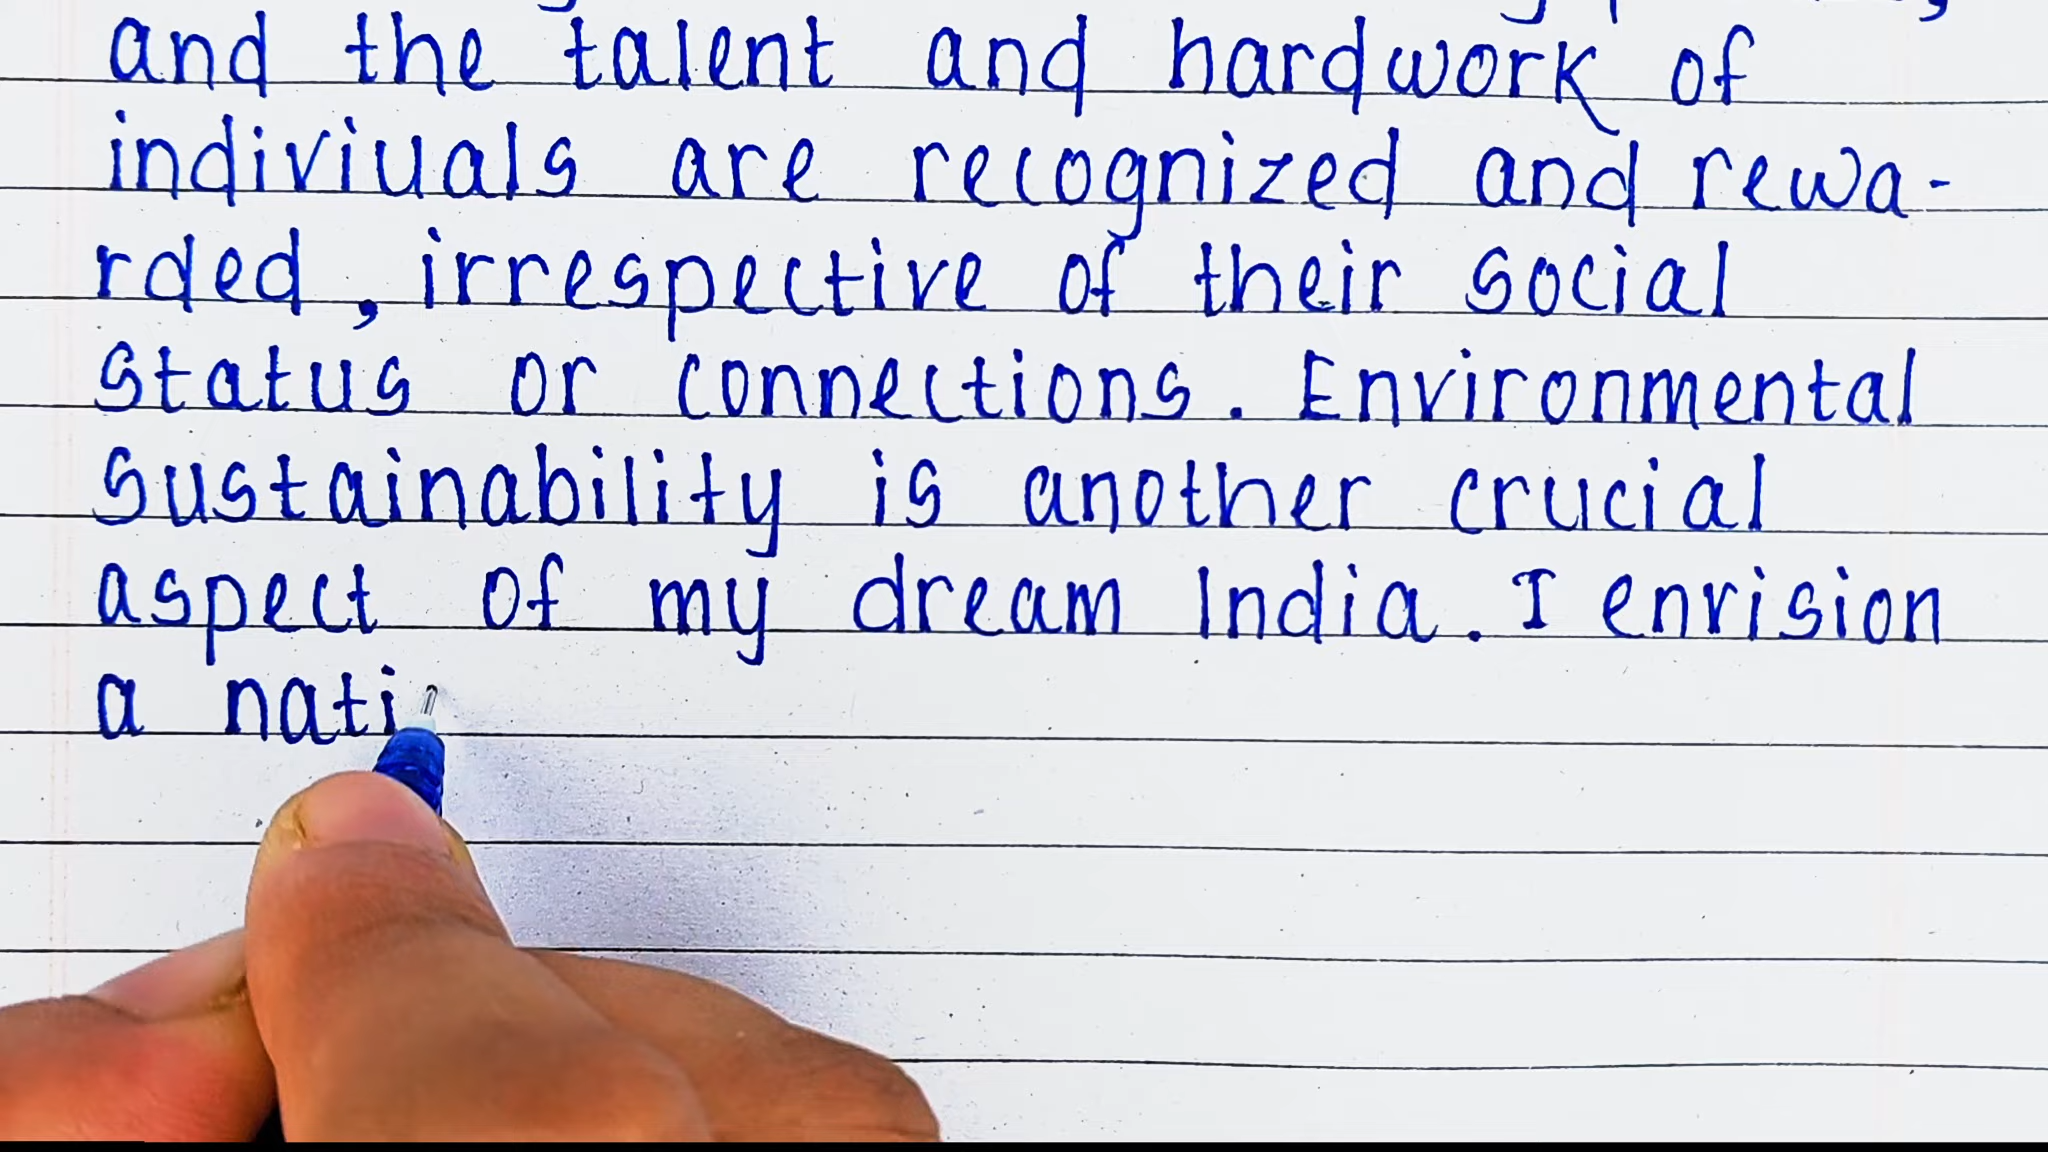 and the talent and hardwork of
indiviuals are recognized and rewa-
rded, irrespective of their social
status or connections. Environmental
sustainability is another crucial
aspect of my dream India. I envision
a nati